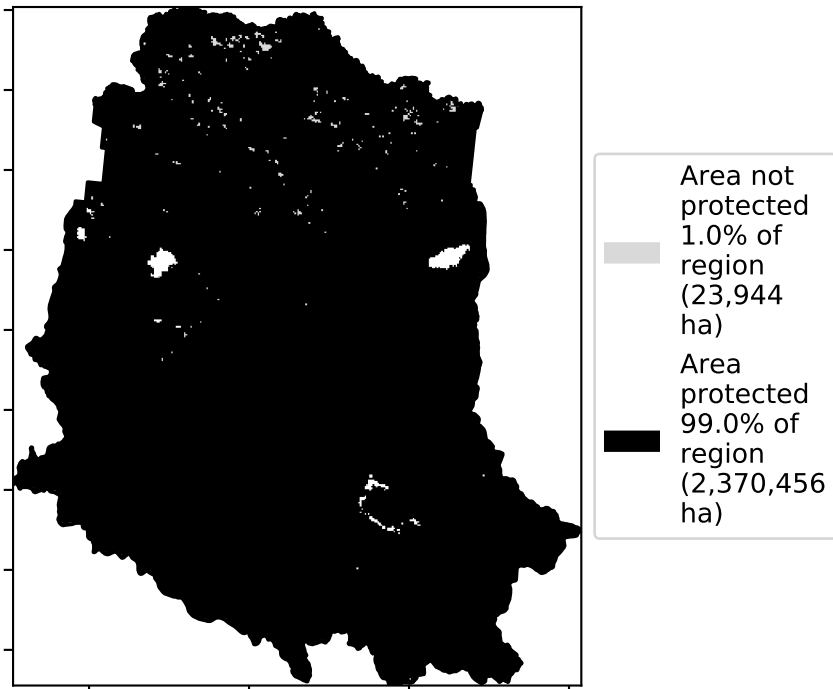 Area not
protected
1.0% of
region
(23,944
ha)
Area
protected
99.0% of
region
(2,370,456
ha)